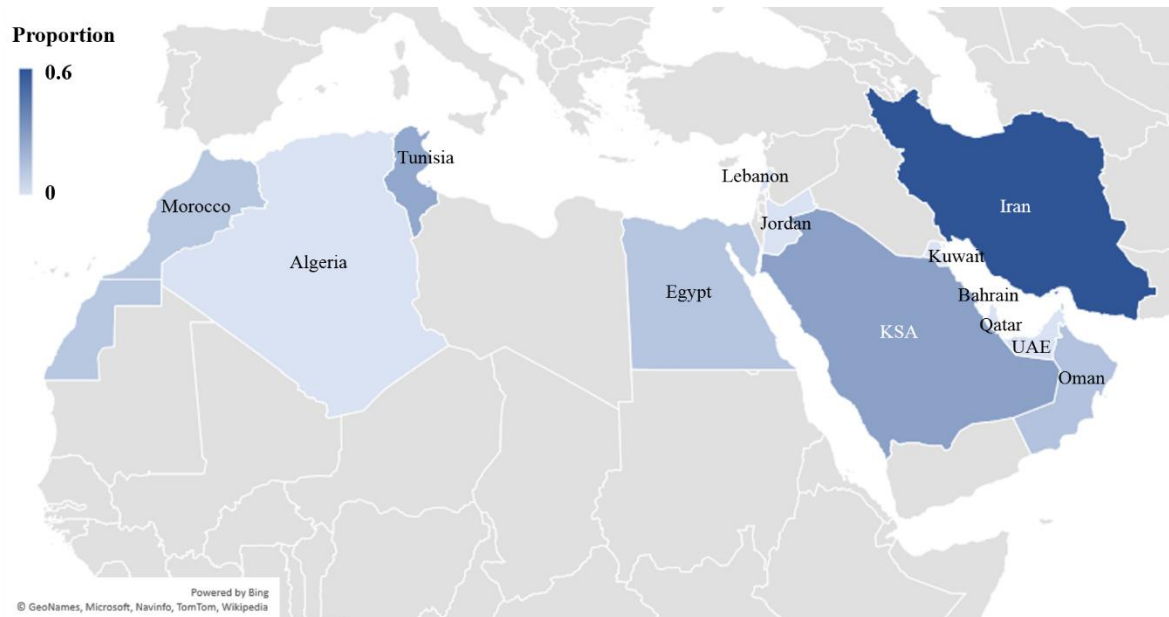 Proportion
0.6
0
Tunisia
Morocco
Algeria
Lebanon
Jordan
Egypt
Iran
Kuwait
Bahrain
Qatar
KSA
UAE
Oman
Powered by Bing
© GeoNames, Microsoft, Navinfo, TomTom, Wikipedia